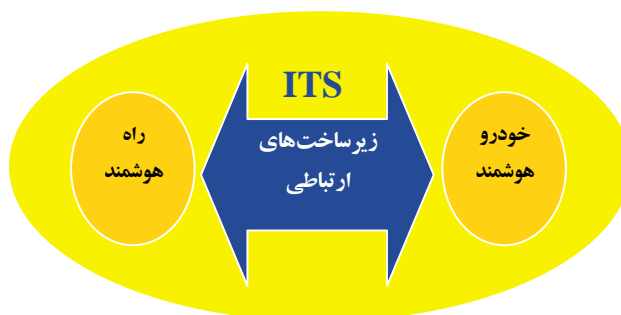 ITS
خودرو
هوشمند
زیرساخت‌های
ارتباطی
راه
هوشمند